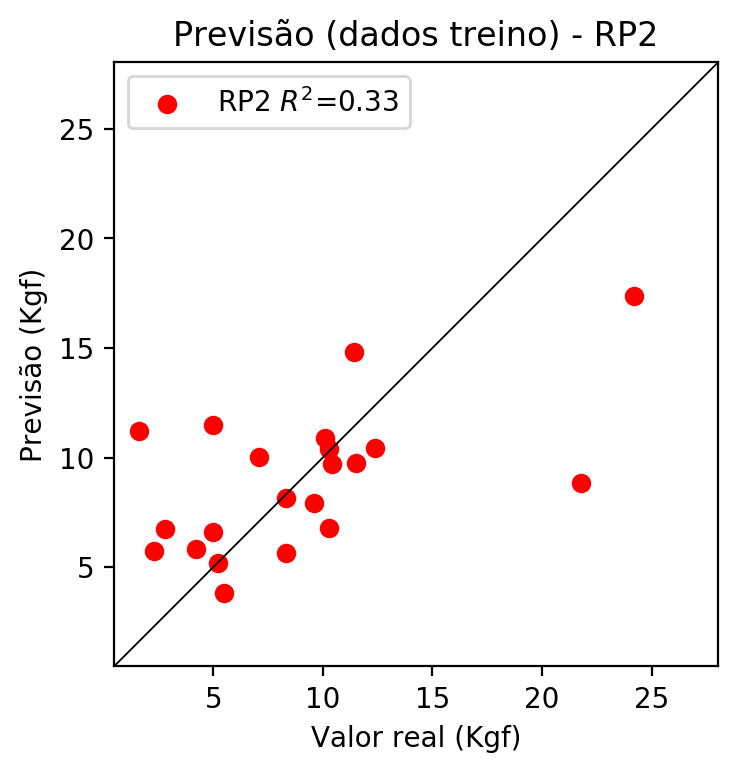 Previsão (dados treino) - RP2
RP2 R²=0.33
25
20
15
10
5
Previsão (Kgf)
5 10 15 20 25
Valor real (Kgf)